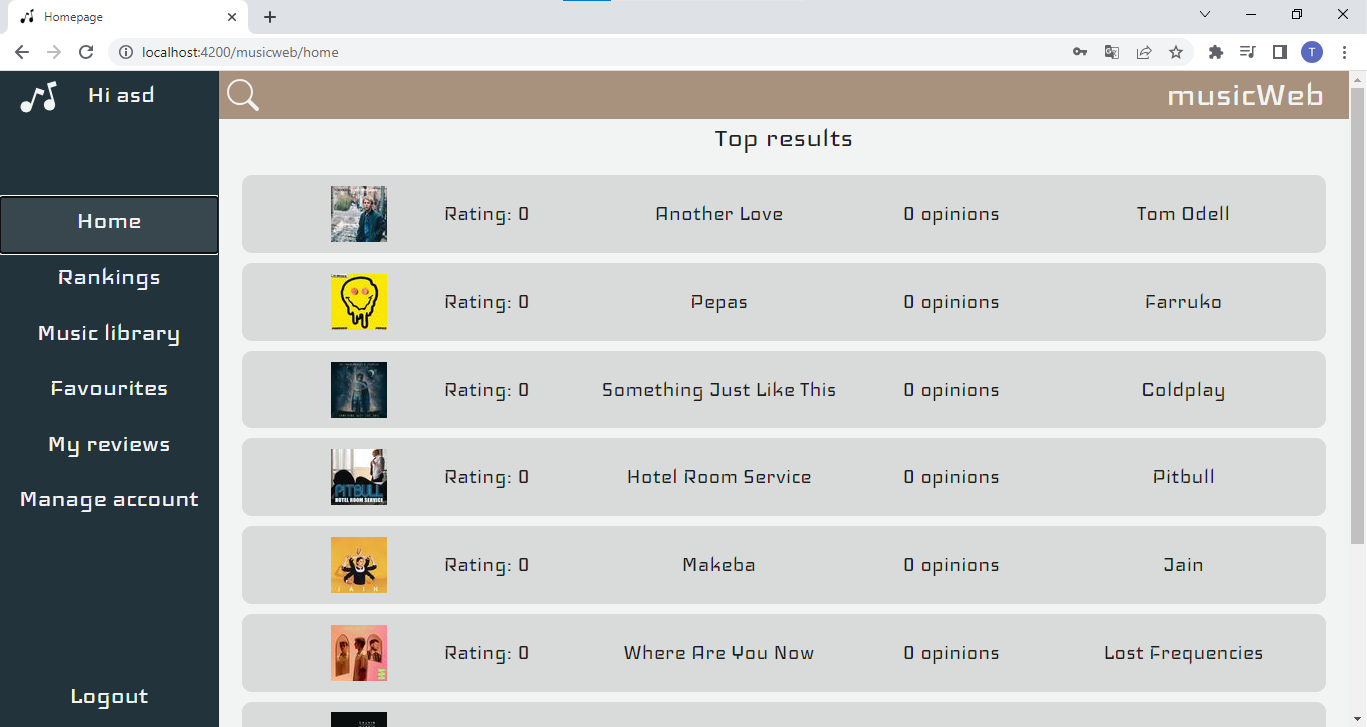 Homepage
localhost:4200/musicweb/home
T
Hi asd
musicWeb
Home
Rankings
Music library
Favourites
My reviews
Manage account
Logout
Top results
Rating: 0 Another Love 0 opinions Tom Odell
Rating: 0 Pepas 0 opinions Farruko
Rating: 0 Something Just Like This 0 opinions Coldplay
PITBULL
HOTEL ROOM SERVICE
Rating: 0 Hotel Room Service 0 opinions Pitbull
JAIN
Rating: 0 Makeba 0 opinions Jain
Rating: 0 Where Are You Now 0 opinions Lost Frequencies